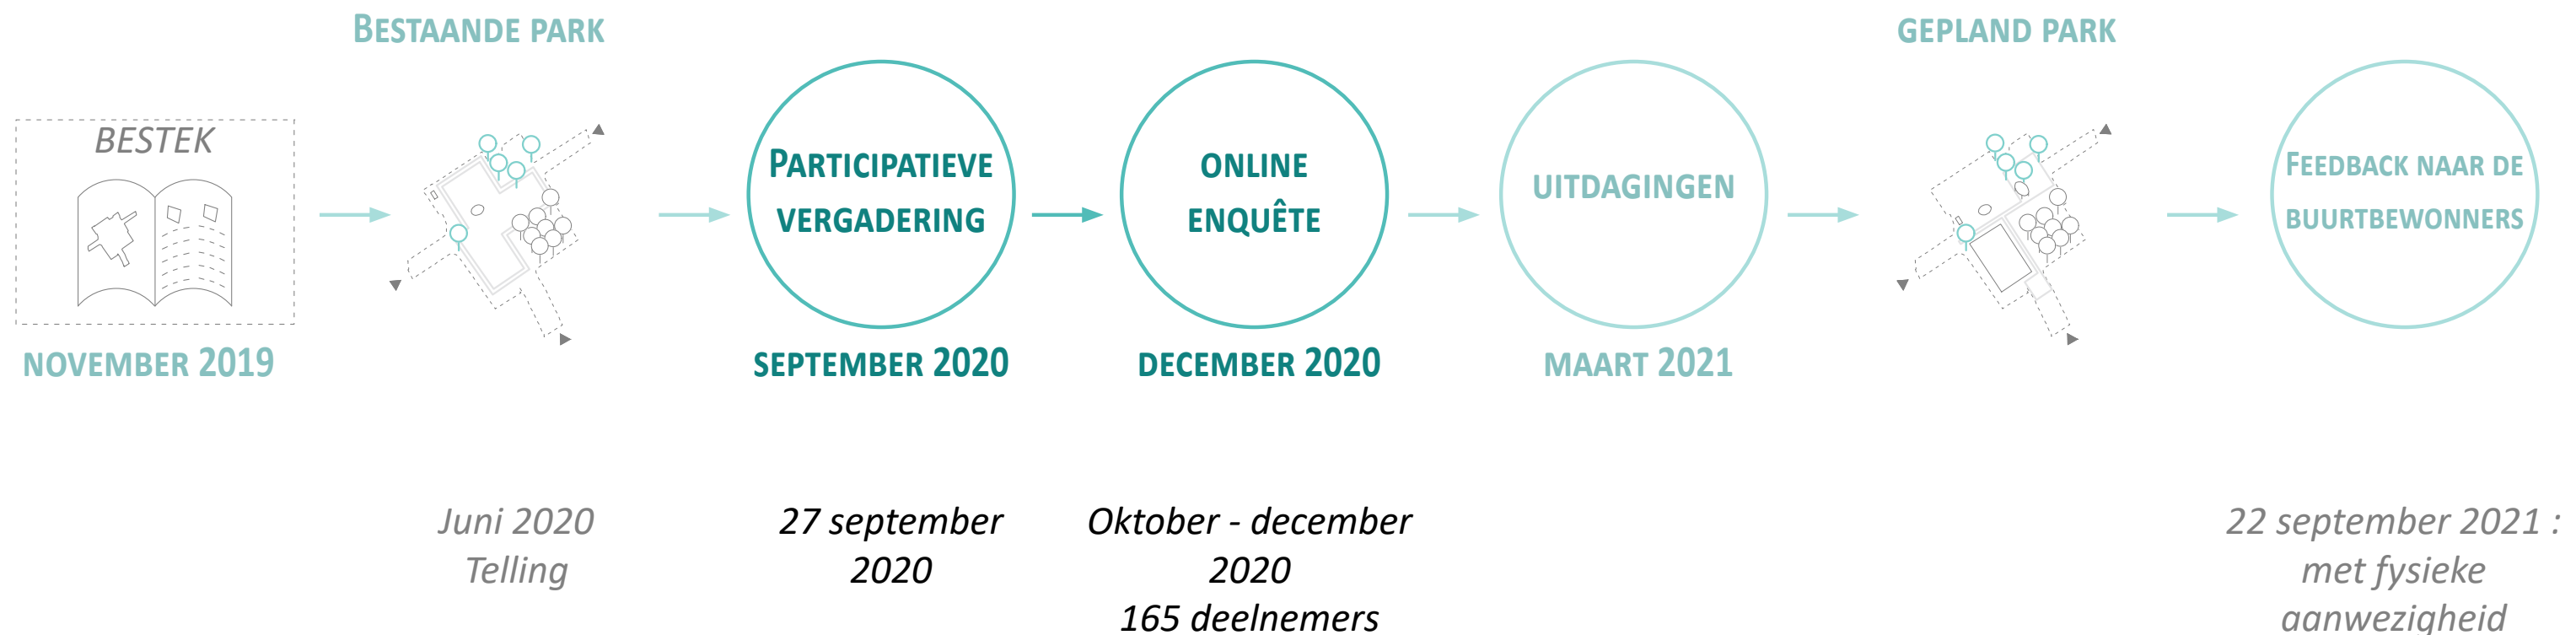 BESTAANDE PARK
GEPLAND PARK
BESTEK
PARTICIPATIEVE
VERGADERING
ONLINE
ENQUÊTE
UITDAGINGEN
FEEDBACK NAAR DE
BUURTBEWONNERS
NOVEMBER 2019
SEPTEMBER 2020
DECEMBER 2020
MAART 2021
Juni 2020
Telling
27 september
2020
Oktober - december
2020
165 deelnemers
22 september 2021 :
met fysieke
aanwezigheid